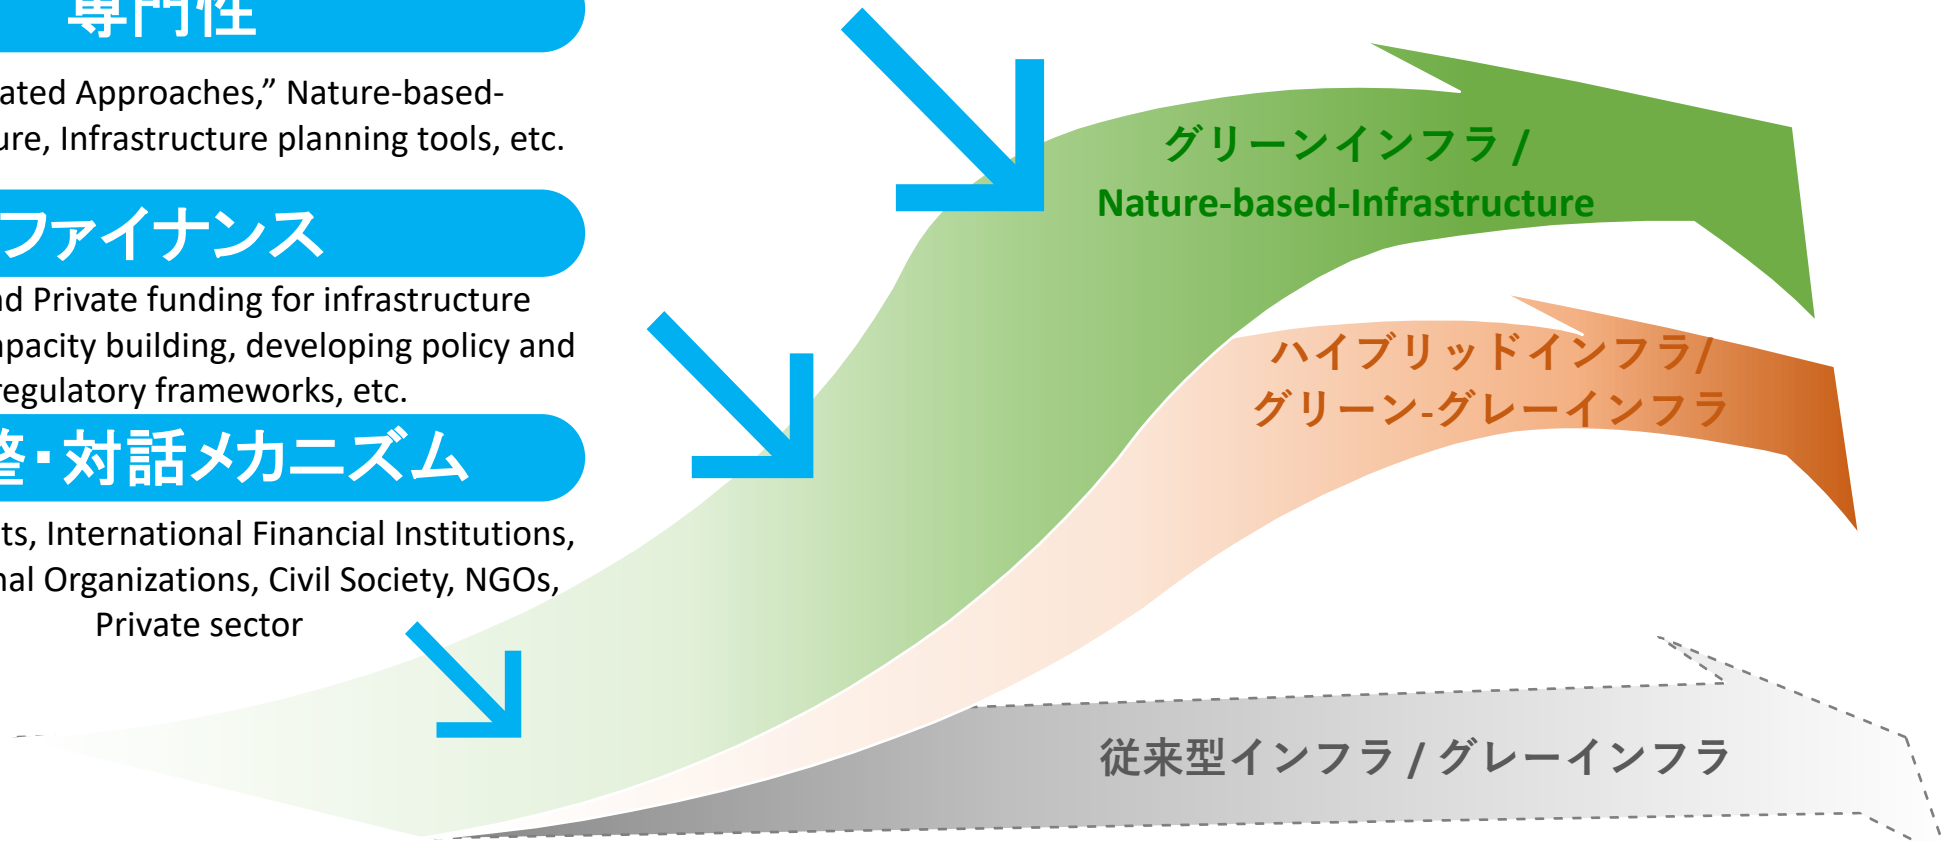 専門性
ated Approaches,” Nature-based-
ure, Infrastructure planning tools, etc.
ファイナンス
nd Private funding for infrastructure
apacity building, developing policy and
regulatory frameworks, etc.
整・対話メカニズム
ts, International Financial Institutions,
nal Organizations, Civil Society, NGOs,
Private sector
グリーンインフラ /
Nature-based-Infrastructure
ハイブリッドインフラ/
グリーン-グレーインフラ
従来型インフラ / グレーインフラ